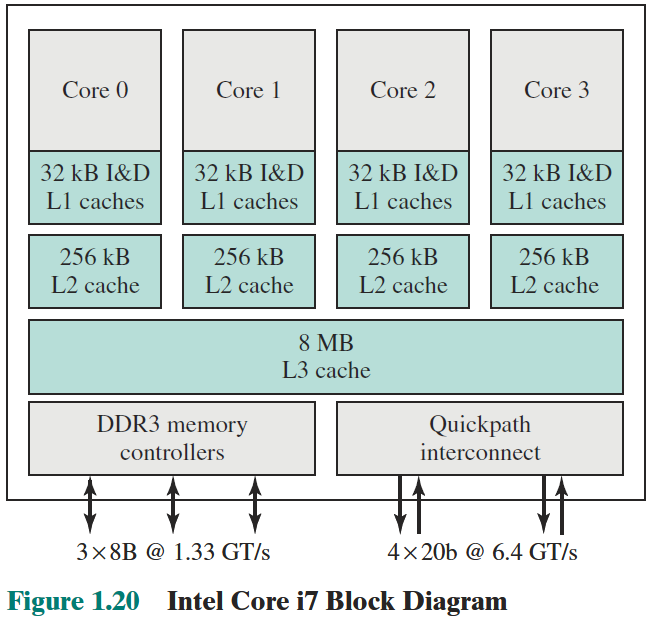 Core 0
Core 1
Core 2
Core 3
32 kB I&D
L1 caches
32 kB I&D
L1 caches
32 kB I&D
L1 caches
32 kB I&D
L1 caches
256 kB
L2 cache
256 kB
L2 cache
256 kB
L2 cache
256 kB
L2 cache
8 MB
L3 cache
DDR3 memory
controllers
Quickpath
interconnect
3×8B @ 1.33 GT/s
4×20b @ 6.4 GT/s
Figure 1.20 Intel Core i7 Block Diagram